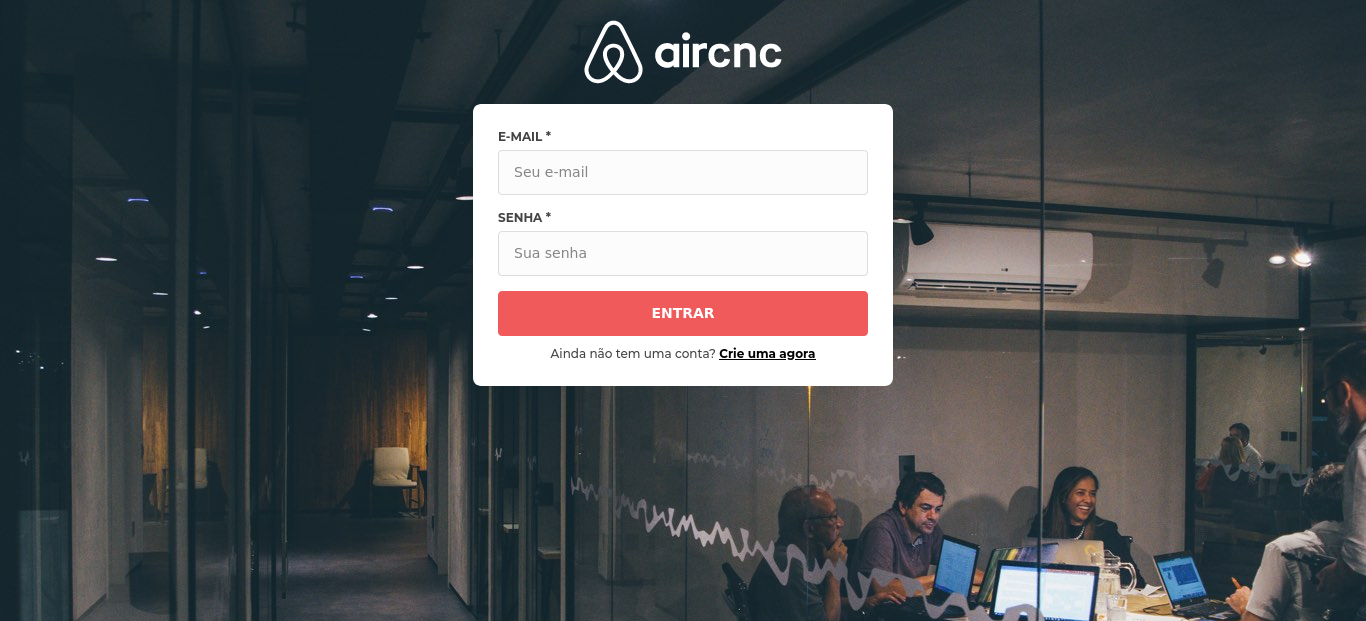 aircnc
E-MAIL *
Seu e-mail
SENHA *
Sua senha
ENTRAR
Ainda não tem uma conta? Crie uma agora